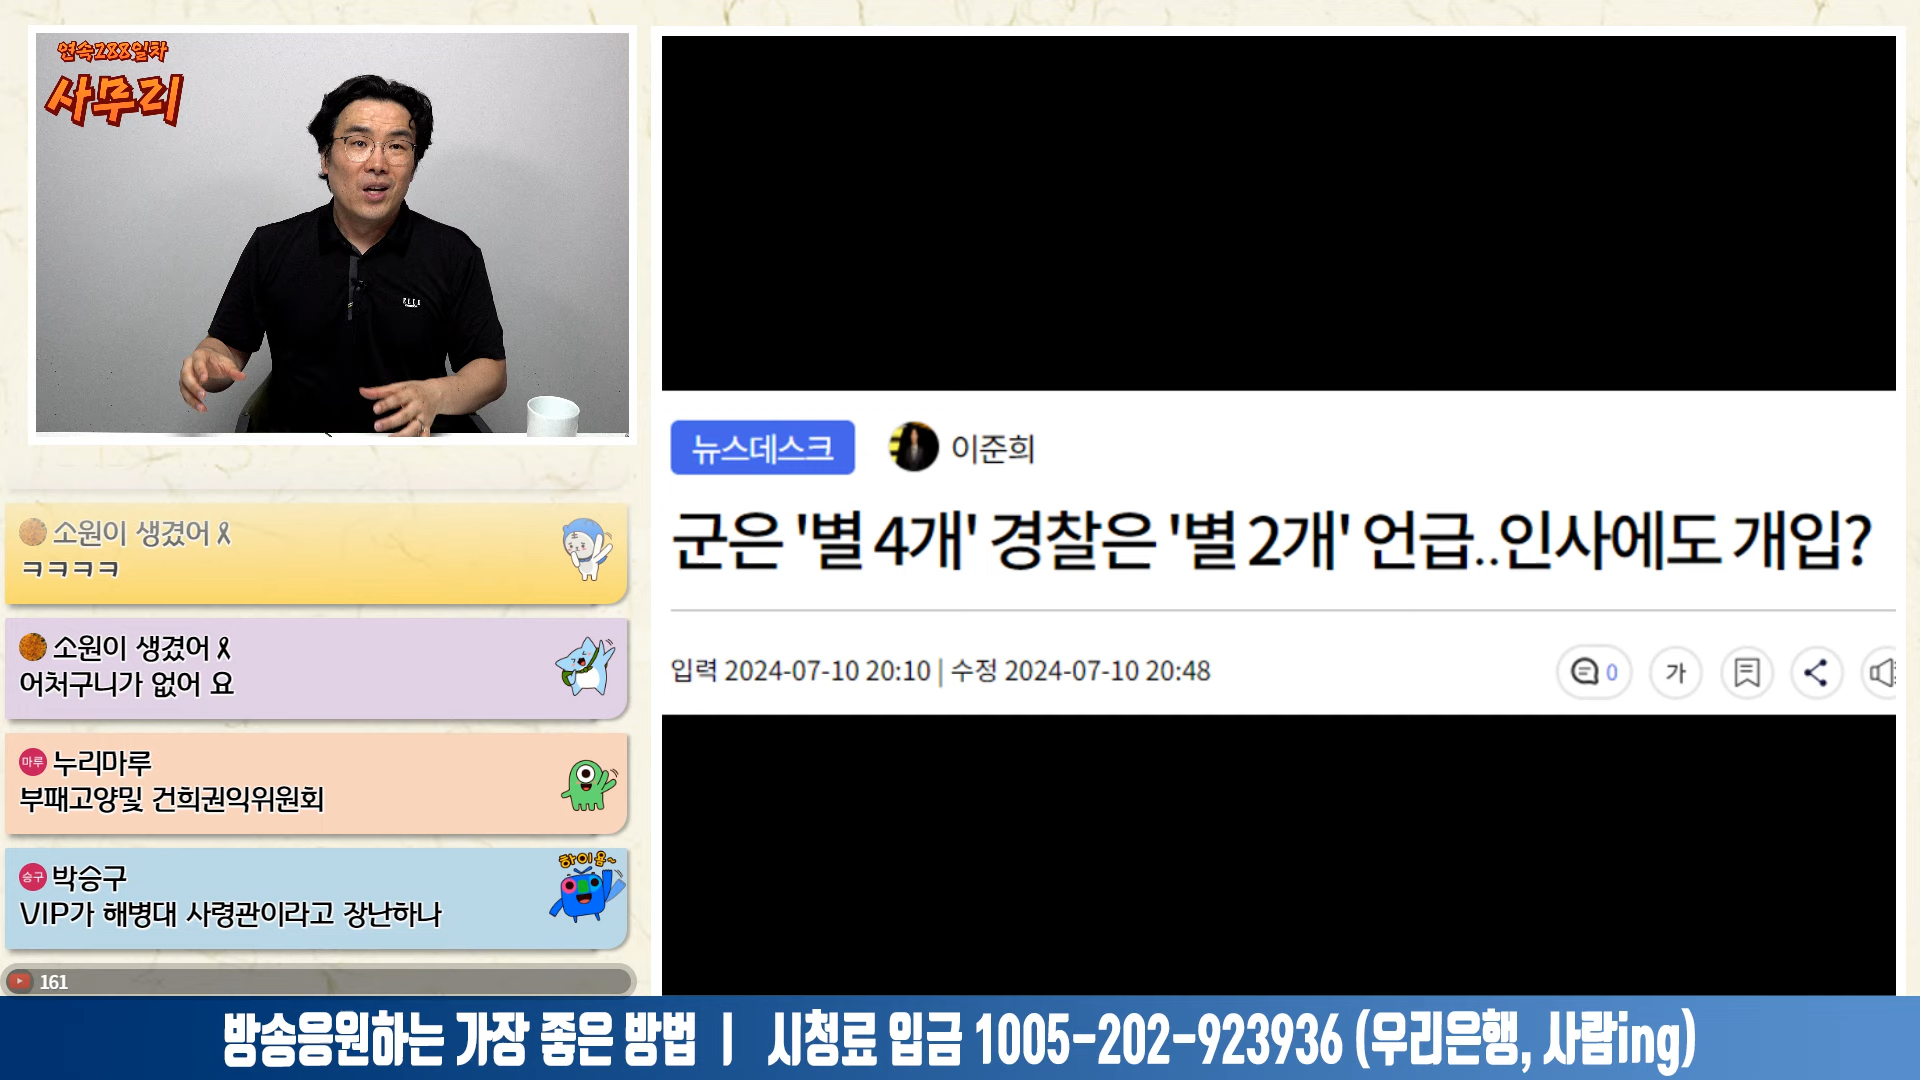 연속288일차
사무리
뉴스데스크 이준희
군은 '별 4개' 경찰은 '별 2개' 언급..인사에도 개입?
입력 2024-07-10 20:10 | 수정 2024-07-10 20:48
0 가
소원이 생겼어🎗
ㅋㅋㅋㅋ
소원이 생겼어🎗
어처구니가 없어 요
마루 누리마루
부패고양및 건희권익위원회
하이욤~
승구 박승구
VIP가 해병대 사령관이라고 장난하나
161
방송응원하는 가장 좋은 방법 | 시청료 입금 1005-202-923936 (우리은행, 사람ing)